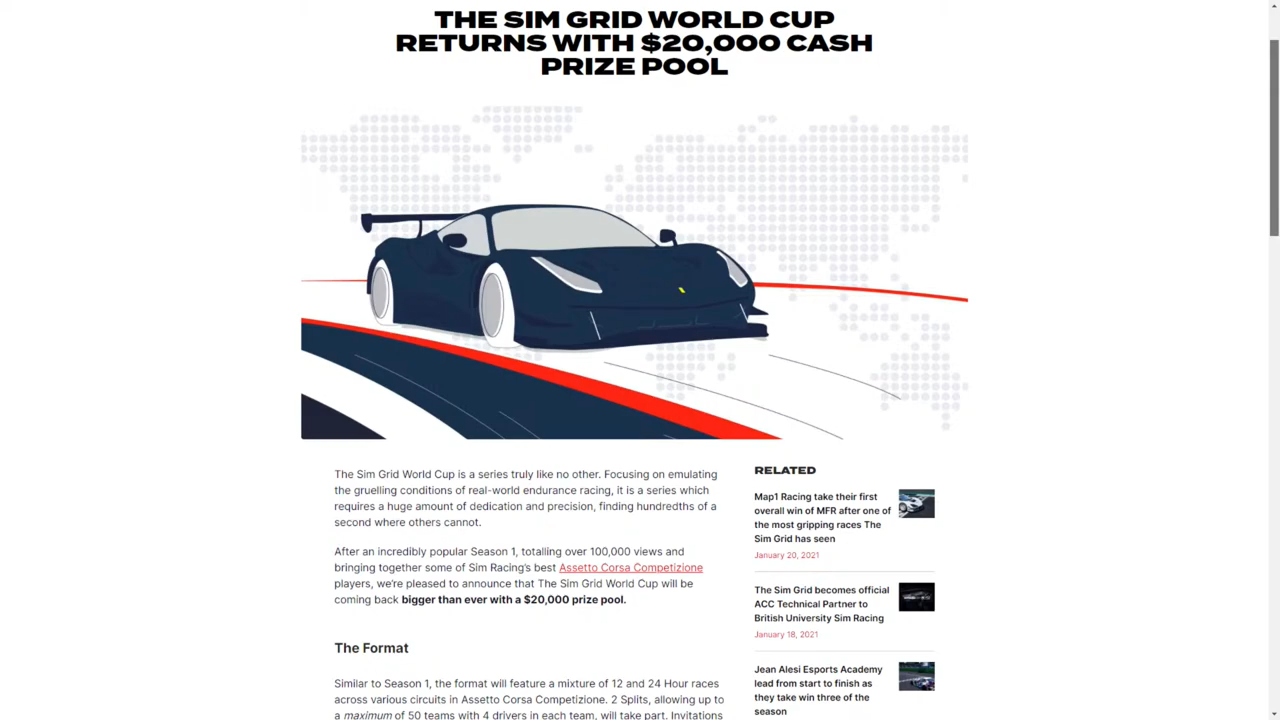 THE SIM GRID WORLD CUP
RETURNS WITH $20,000 CASH
PRIZE POOL
The Sim Grid World Cup is a series truly like no other. Focusing on emulating
the gruelling conditions of real-world endurance racing, it is a series which
requires a huge amount of dedication and precision, finding hundredths of a
second where others cannot.
After an incredibly popular Season 1, totalling over 100,000 views and
bringing together some of Sim Racing's best Assetto Corsa Competizione
players, we're pleased to announce that The Sim Grid World Cup will be
coming back bigger than ever with a $20,000 prize pool.
The Format
Similar to Season 1, the format will feature a mixture of 12 and 24 Hour races
across various circuits in Assetto Corsa Competizione. 2 Splits, allowing up to
a maximum of 50 teams with 4 drivers in each team, will take part. Invitations
RELATED
Map1 Racing take their first
overall win of MFR after one of
the most gripping races The
Sim Grid has seen
January 20, 2021
The Sim Grid becomes official
ACC Technical Partner to
British University Sim Racing
January 18, 2021
Jean Alesi Esports Academy
lead from start to finish as
they take win three of the
season